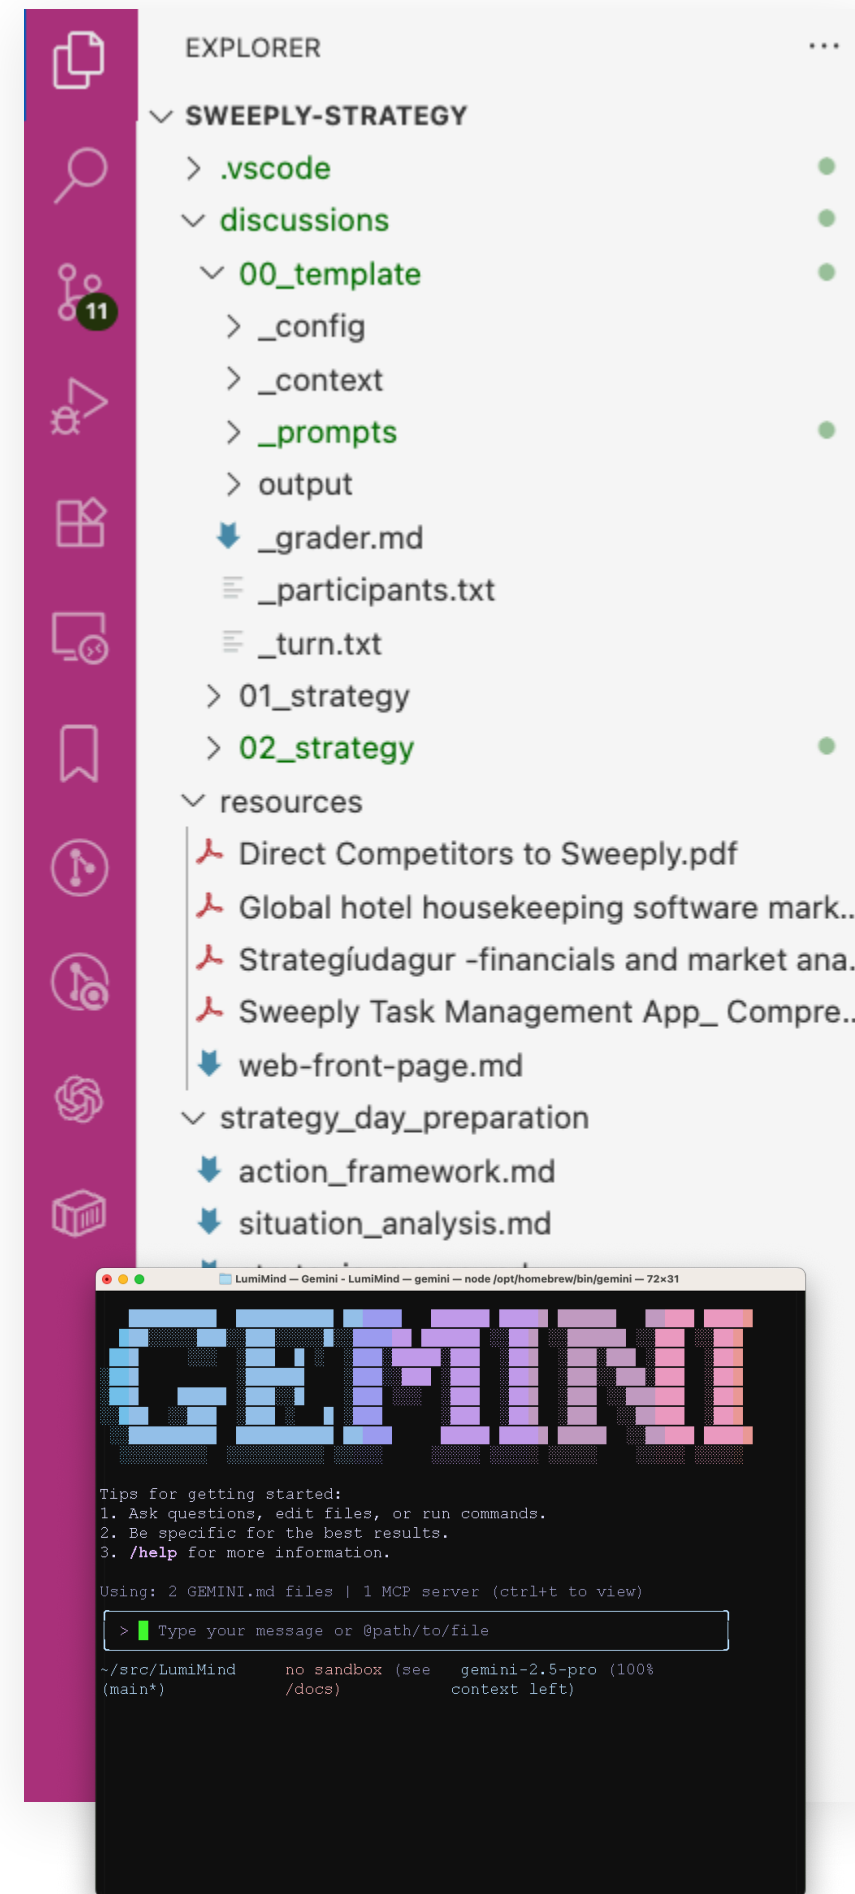 EXPLORER
SWEEPLY-STRATEGY
.vscode
discussions
00_template
11
_config
_context
_prompts
output
_grader.md
_participants.txt
_turn.txt
01_strategy
02_strategy
resources
Direct Competitors to Sweeply.pdf
Global hotel housekeeping software mark...
Strategíudagur -financials and market ana.
Sweeply Task Management App_ Compre...
web-front-page.md
strategy_day_preparation
action_framework.md
situation_analysis.md
LumiMind — Gemini - LumiMind — gemini — node /opt/homebrew/bin/gemini — 72×31
GEMINI
Tips for getting started:
1. Ask questions, edit files, or run commands.
2. Be specific for the best results.
3. /help for more information.
Using: 2 GEMINI.md files | 1 MCP server (ctrl+t to view)
> Type your message or @path/to/file
~/src/LumiMind no sandbox (see gemini-2.5-pro (100%
(main*) /docs) context left)